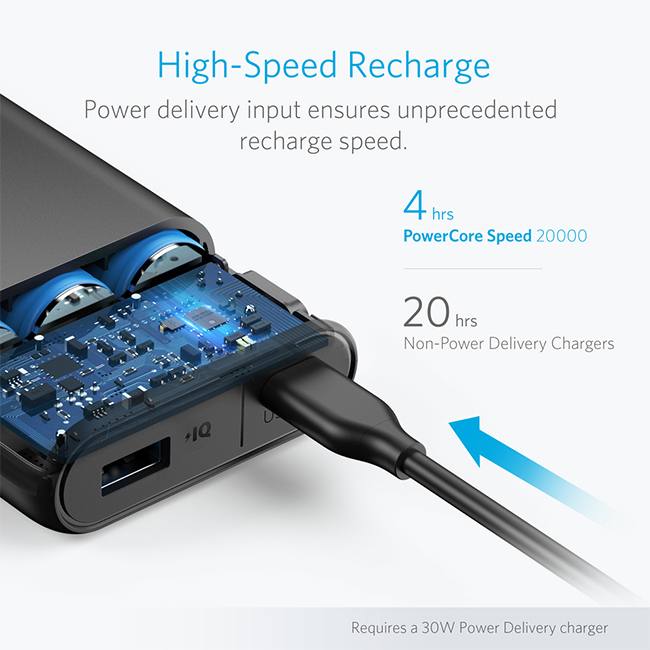 High-Speed Recharge
Power delivery input ensures unprecedented
recharge speed.
4 hrs
PowerCore Speed 20000
20 hrs
Non-Power Delivery Chargers
IQ
U
Requires a 30W Power Delivery charger